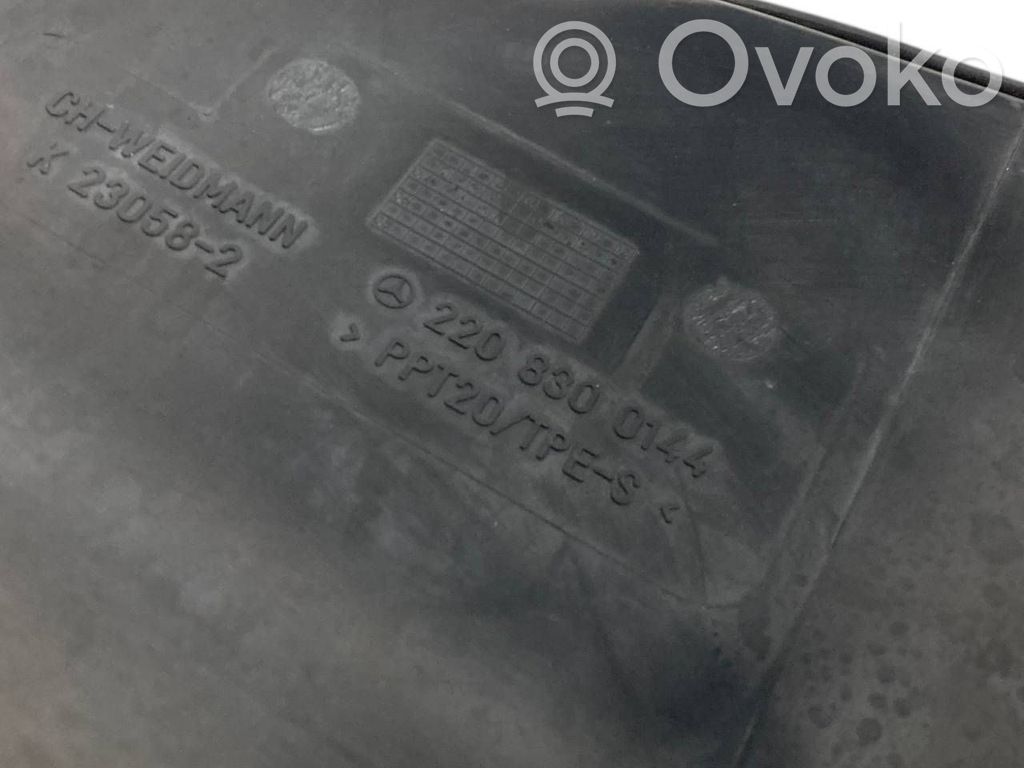 Ovoko
CH-WEIDMANN
K 23058-2
220 830 0144
> PPT20/TPE-S <